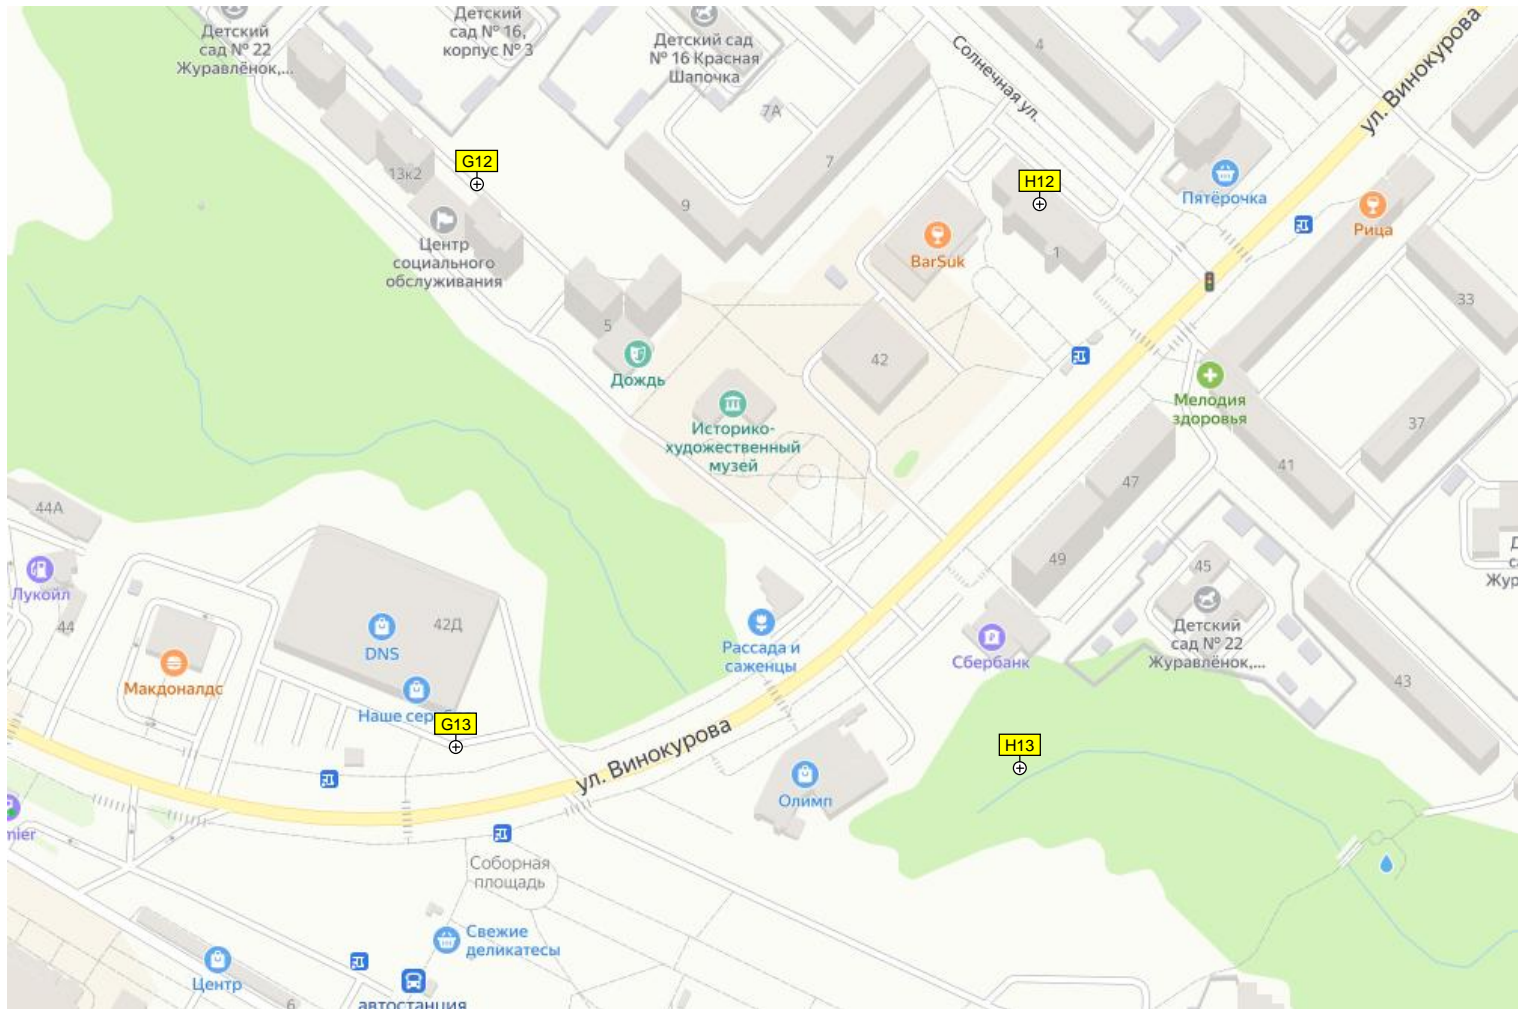 Детский
сад № 22
Журавлёнок,...
Детский
сад № 16,
корпус № 3
Детский сад
№ 16 Красная
Шапочка
Солнечная ул.
4
ул. Винокурова
7А
7
9
13к2
G12
H12
Пятёрочка
Рица
Центр
социального
обслуживания
BarSuk
1
33
5
Дождь
42
Историко-
художественный
музей
Мелодия
здоровья
37
41
47
49
44А
Лукойл
44
42Д
DNS
Макдоналдс
Наше
G13
Рассада и
саженцы
Сбербанк
45
Детский
сад № 22
Журавлёнок,...
43
ул. Винокурова
H13
Олимп
mier
Соборная
площадь
Свежие
деликатесы
Центр
6
автостанция